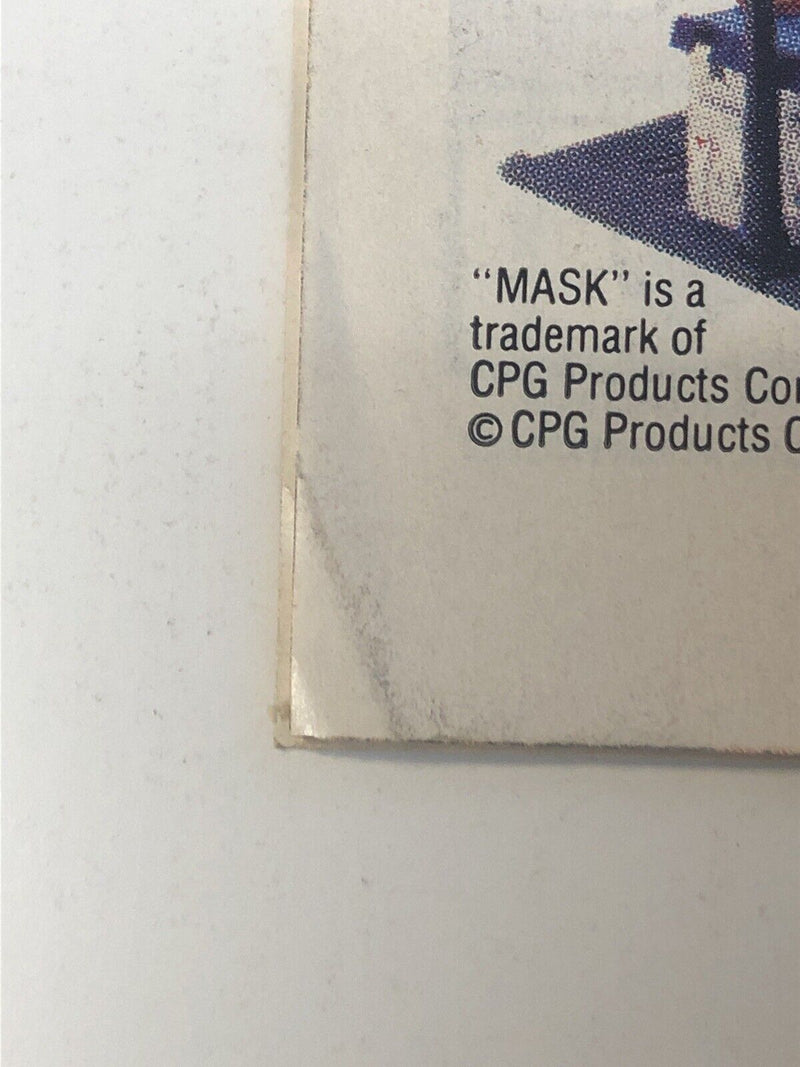 “MASK” is a
trademark of
CPG Products
© CPG Products